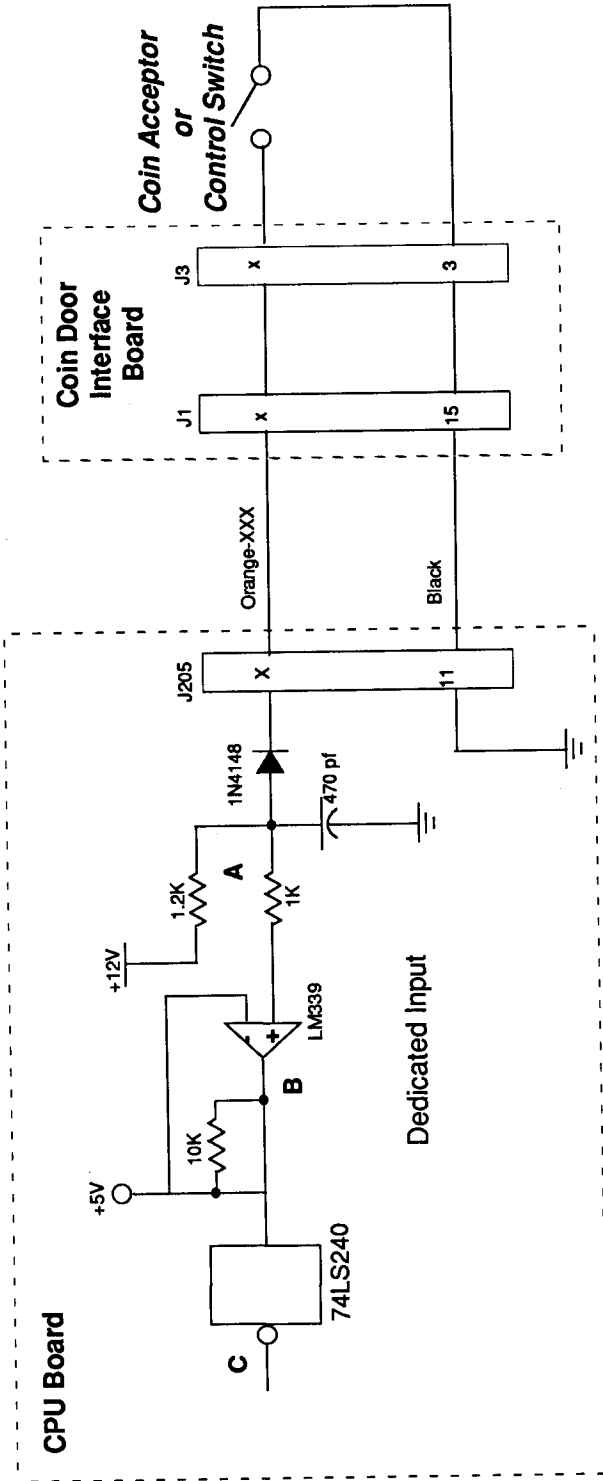 CPU Board
C
74LS240
+5V
10K
B
LM339
-
+
+12V
1.2K
A
1K
1N4148
470 pf
Dedicated Input
J205
X
11
Orange-XXX
Black
Coin Door
Interface
Board
J1
x
15
J3
x
3
Coin Acceptor
or
Control Switch